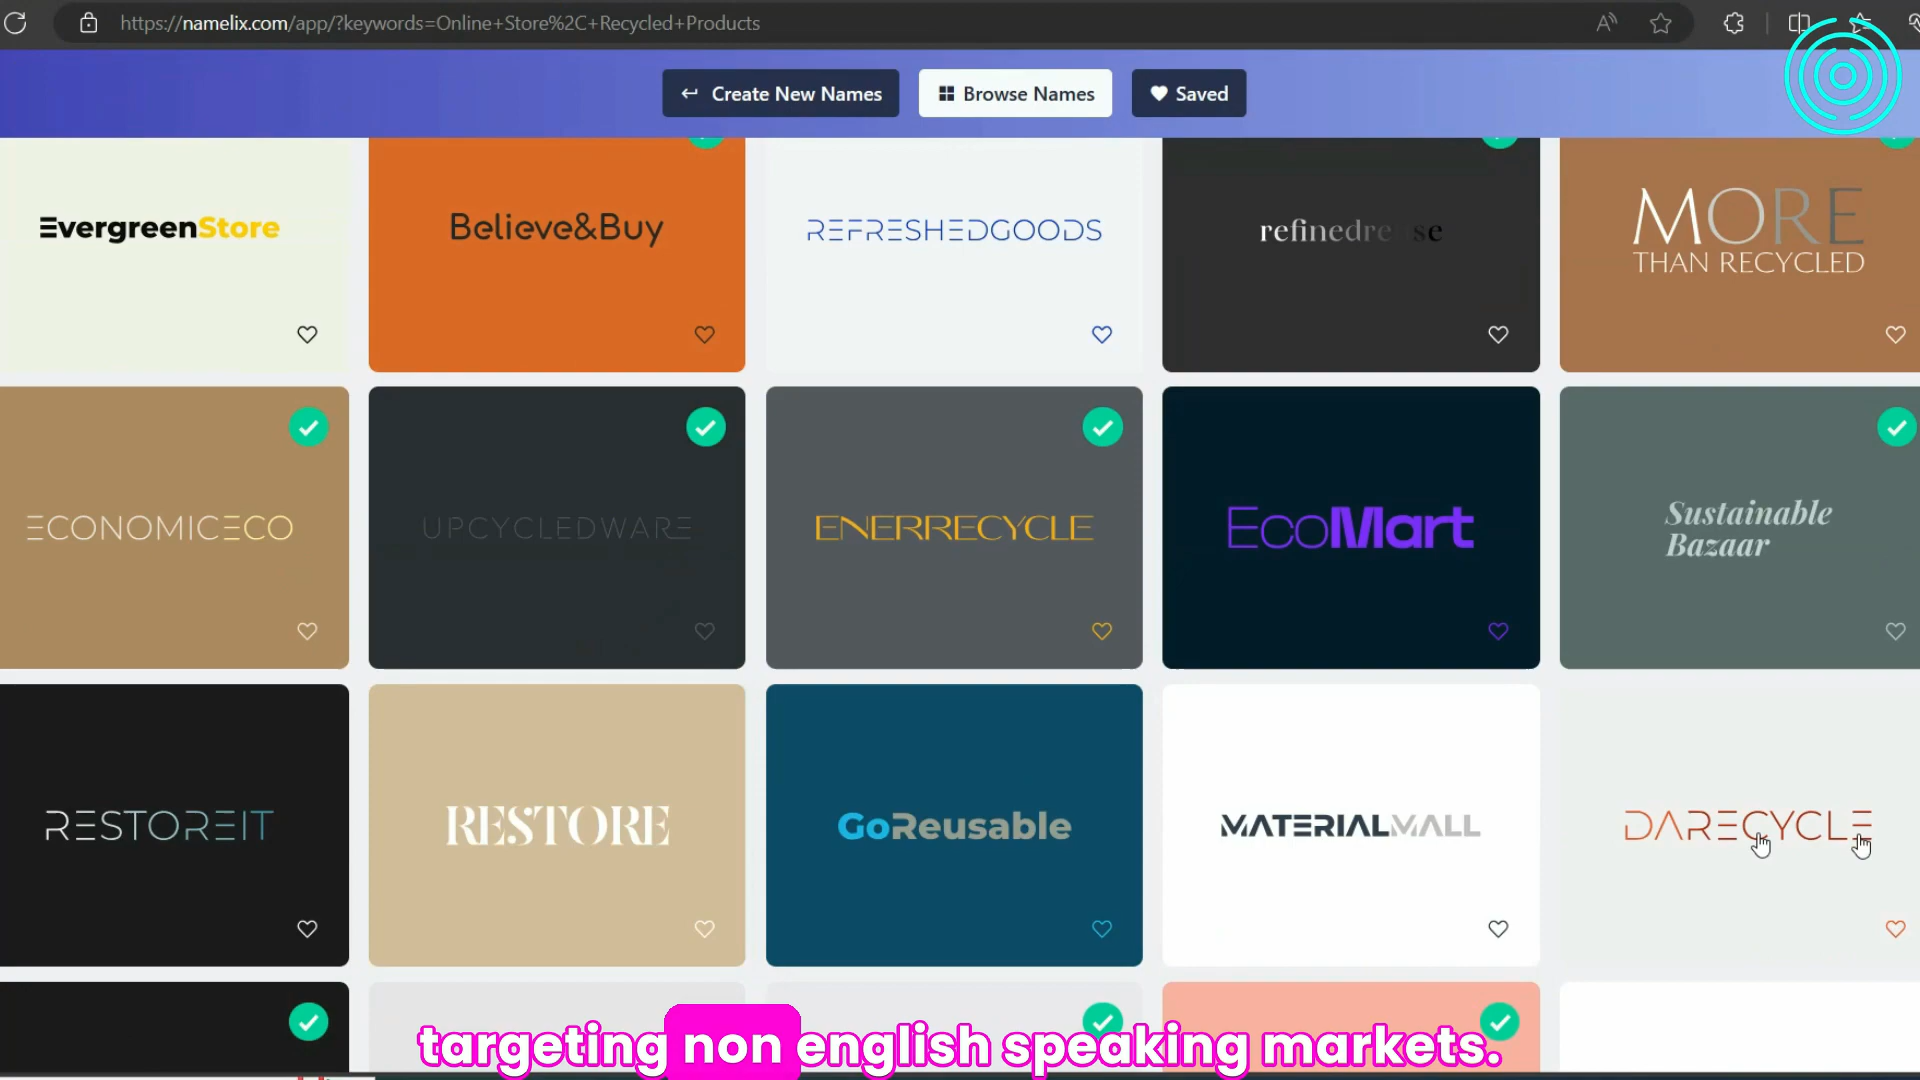 https://namelix.com/app/?keywords=Online+Store%2C+Recycled+Products
Create New Names
Browse Names
Saved
EvergreenStore
Believe&Buy
REFRESHEDGOODS
MORE
THAN RECYCLED
ECONOMICECO
UPCYCLEDWARE
ENERRECYCLE
EcoMart
Sustainable
Bazaar
RESTOREIT
RESTORE
GoReusable
MATERIALMALL
DARECYCLE
targeting non english speaking markets.